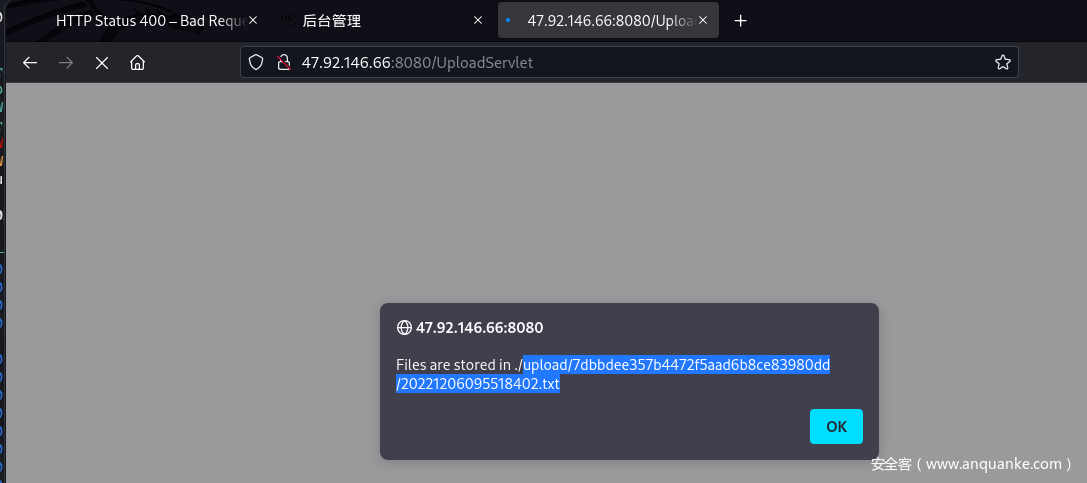 HTTP Status 400 – Bad Reque
后台管理
47.92.146.66:8080/Uploa
47.92.146.66:8080/UploadServlet
47.92.146.66:8080
Files are stored in ./upload/7dbbdee357b4472f5aad6b8ce83980dd
/20221206095518402.txt
OK
安全客（www.anquanke.com）